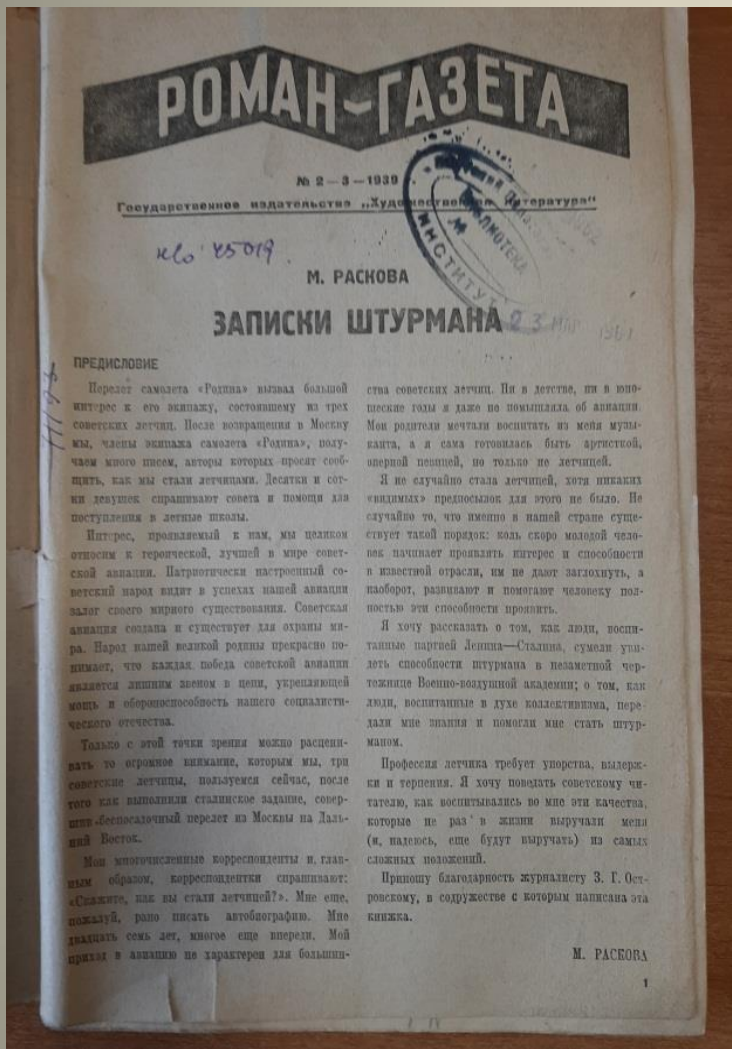 РОМАН-ГАЗЕТА
№ 2—3—1939
Государственное издательство „Художественная литература“
БИБЛИОТЕКА
ИНСТИТУТ
23
1961
45019
М. РАСКОВА
ЗАПИСКИ ШТУРМАНА
ПРЕДИСЛОВИЕ
Перелет самолета «Родина» вызвал большой
интерес к его экипажу, состоявшему из трех
советских летчиц. После возвращения в Москву
мы, члены экипажа самолета «Родина», полу-
чаем много писем, авторы которых просят сооб-
щить, как мы стали летчицами. Десятки и сот-
ни девушек спрашивают совета и помощи для
поступления в летные школы.
Интерес, проявляемый к нам, мы целиком
относим к героической, лучшей в мире совет-
ской авиации. Патриотически настроенный со-
ветский народ видит в успехах нашей авиации
залог своего мирного существования. Советская
авиация создана и существует для охраны ми-
ра. Народ нашей великой родины прекрасно по-
нимает, что каждая победа советской авиации
является лишним звеном в цепи, укрепляющей
мощь и обороноспособность нашего социалисти-
ческого отечества.
Только с этой точки зрения можно расцени-
вать то огромное внимание, которым мы, три
советские летчицы, пользуемся сейчас, после
того как выполнили сталинское задание, совер-
шив беспосадочный перелет из Москвы на Даль-
ний Восток.
Мои многочисленные корреспонденты и, глав-
ным образом, корреспондентки спрашивают:
«Скажите, как вы стали летчицей?». Мне еще,
пожалуй, рано писать автобиографию. Мне
двадцать семь лет, многое еще впереди. Мой
приход в авиацию не характерен для большин-
ства советских летчиц. Ни в детстве, ни в юно-
шеские годы я даже не помышляла об авиации.
Мои родители мечтали воспитать из меня музы-
канта, а я сама готовилась быть артисткой,
оперной певицей, но только не летчицей.
Я не случайно стала летчицей, хотя никаких
«видимых» предпосылок для этого не было. Не
случайно то, что именно в нашей стране суще-
ствует такой порядок: коль скоро молодой чело-
век начинает проявлять интерес и способности
в известной отрасли, им не дают заглохнуть, а
наоборот, развивают и помогают человеку пол-
ностью эти способности проявить.
Я хочу рассказать о том, как люди, воспи-
танные партией Ленина—Сталина, сумели уви-
деть способности штурмана в незаметной чер-
тежнице Военно-воздушной академии; о том, как
люди, воспитанные в духе коллективизма, пере-
дали мне знания и помогли мне стать штур-
маном.
Профессия летчика требует упорства, выдерж-
ки и терпения. Я хочу поведать советскому чи-
тателю, как воспитывались во мне эти качества,
которые не раз в жизни выручали меня
(и, надеюсь, еще будут выручать) из самых
сложных положений.
Приношу благодарность журналисту З. Г. Ост-
ровскому, в содружестве с которым написана эта
книжка.
М. РАСКОВА
1